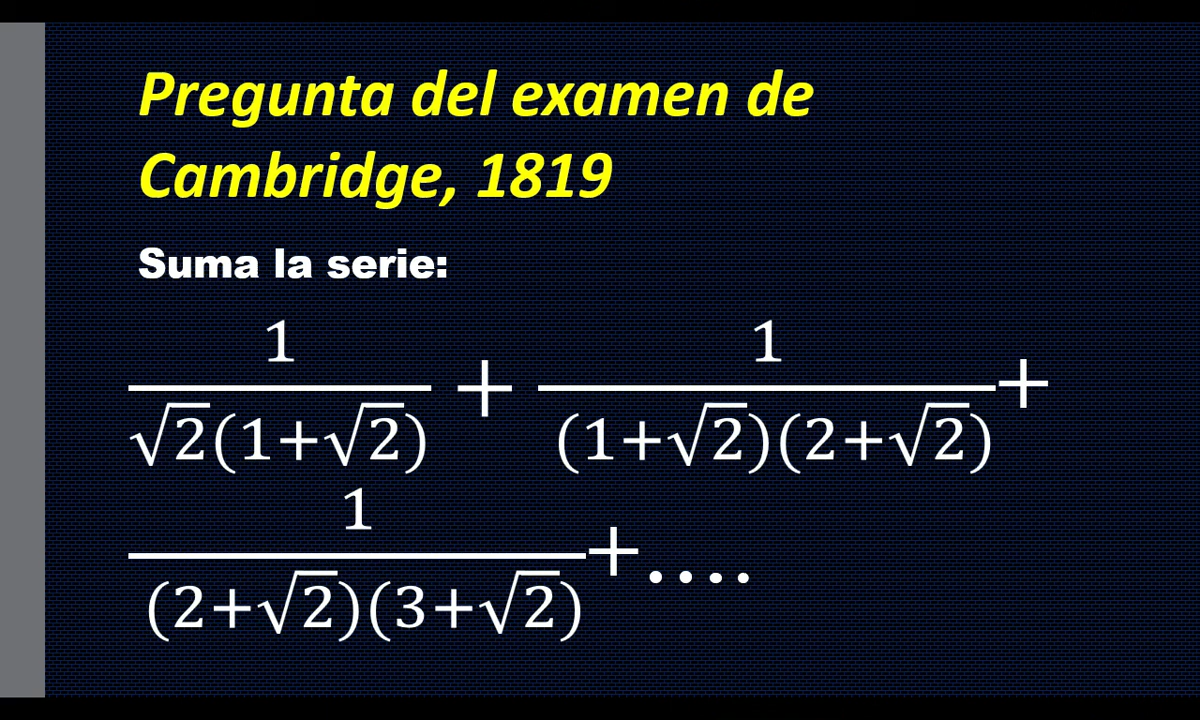 Pregunta del examen de
Cambridge, 1819
Suma la serie:
1/(√2(1+√2)) + 1/((1+√2)(2+√2)) +
1/((2+√2)(3+√2)) + ....